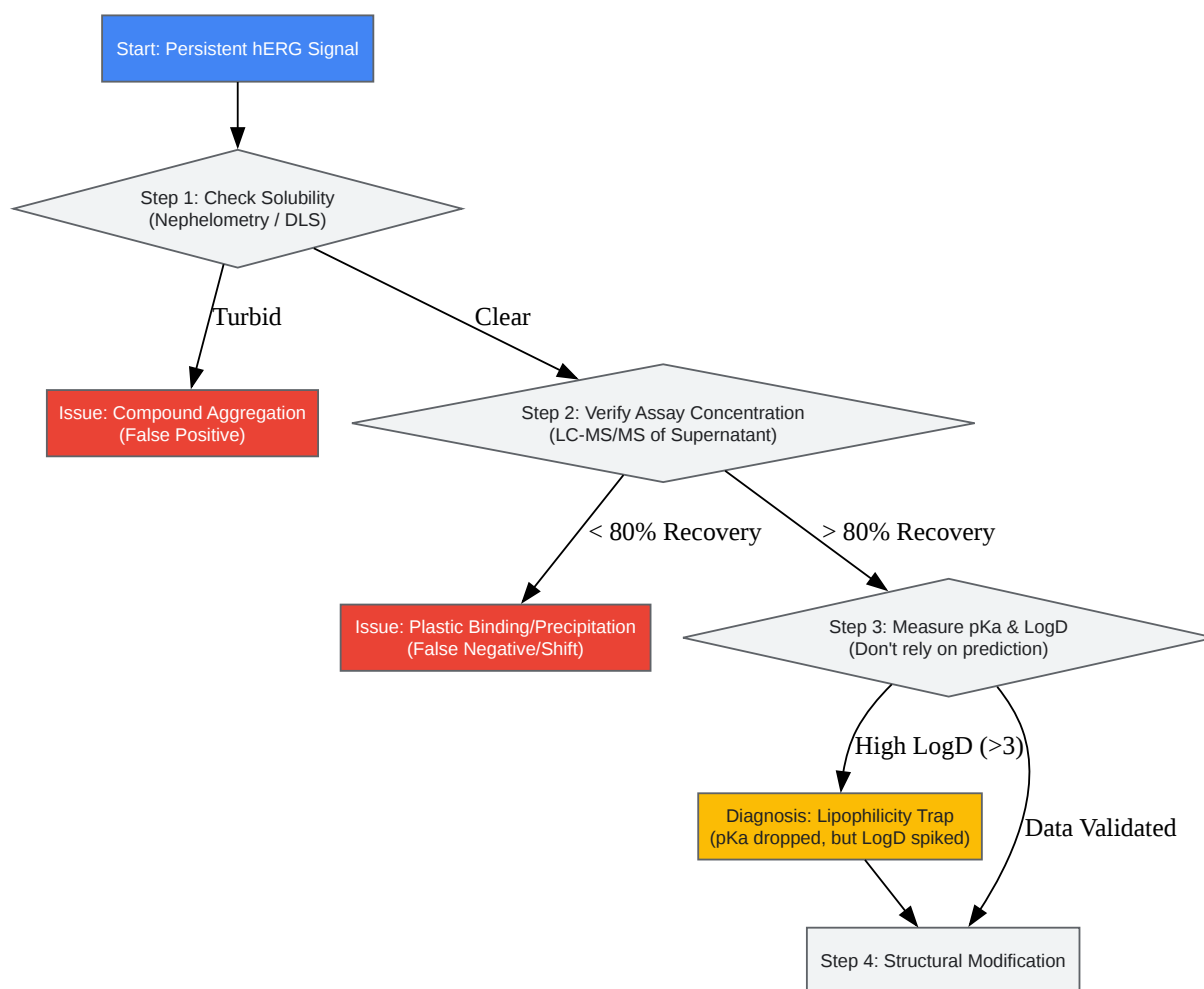 Start: Persistent hERG Signal
Step 1: Check Solubility
(Nephelometry / DLS)
Turbid
Clear
Issue: Compound Aggregation
(False Positive)
Step 2: Verify Assay Concentration
(LC-MS/MS of Supernatant)
< 80% Recovery
> 80% Recovery
Issue: Plastic Binding/Precipitation
(False Negative/Shift)
Step 3: Measure pKa & LogD
(Don't rely on prediction)
High LogD (>3)
Diagnosis: Lipophilicity Trap
(pKa dropped, but LogD spiked)
Data Validated
Step 4: Structural Modification